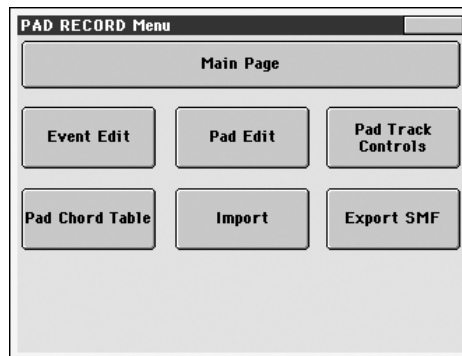 PAD RECORD Menu
Main Page
Event Edit
Pad Edit
Pad Track
Controls
Pad Chord Table
Import
Export SMF